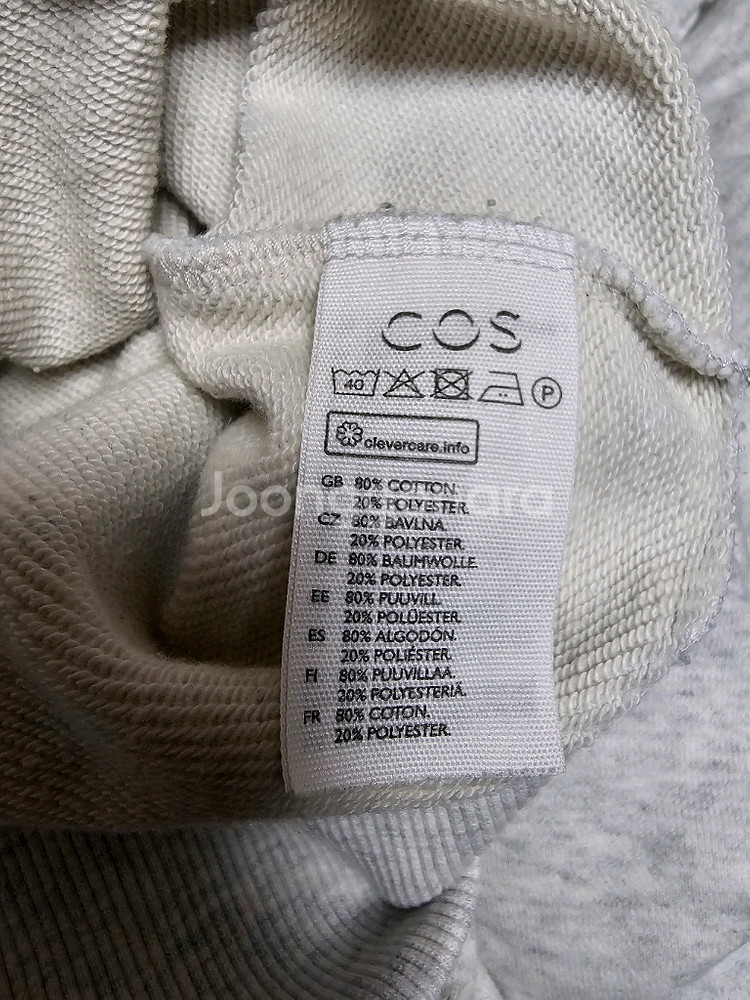 COS
40 P
clevercare.info
GB 80% COTTON.
20% POLYESTER.
CZ 80% BAVLNA.
20% POLYESTER.
DE 80% BAUMWOLLE.
20% POLYESTER.
EE 80% PUUVILL.
20% POLÜESTER.
ES 80% ALGODÓN.
20% POLIÉSTER.
FI 80% PUUVILLAA.
20% POLYESTERIÄ.
FR 80% COTON.
20% POLYESTER.